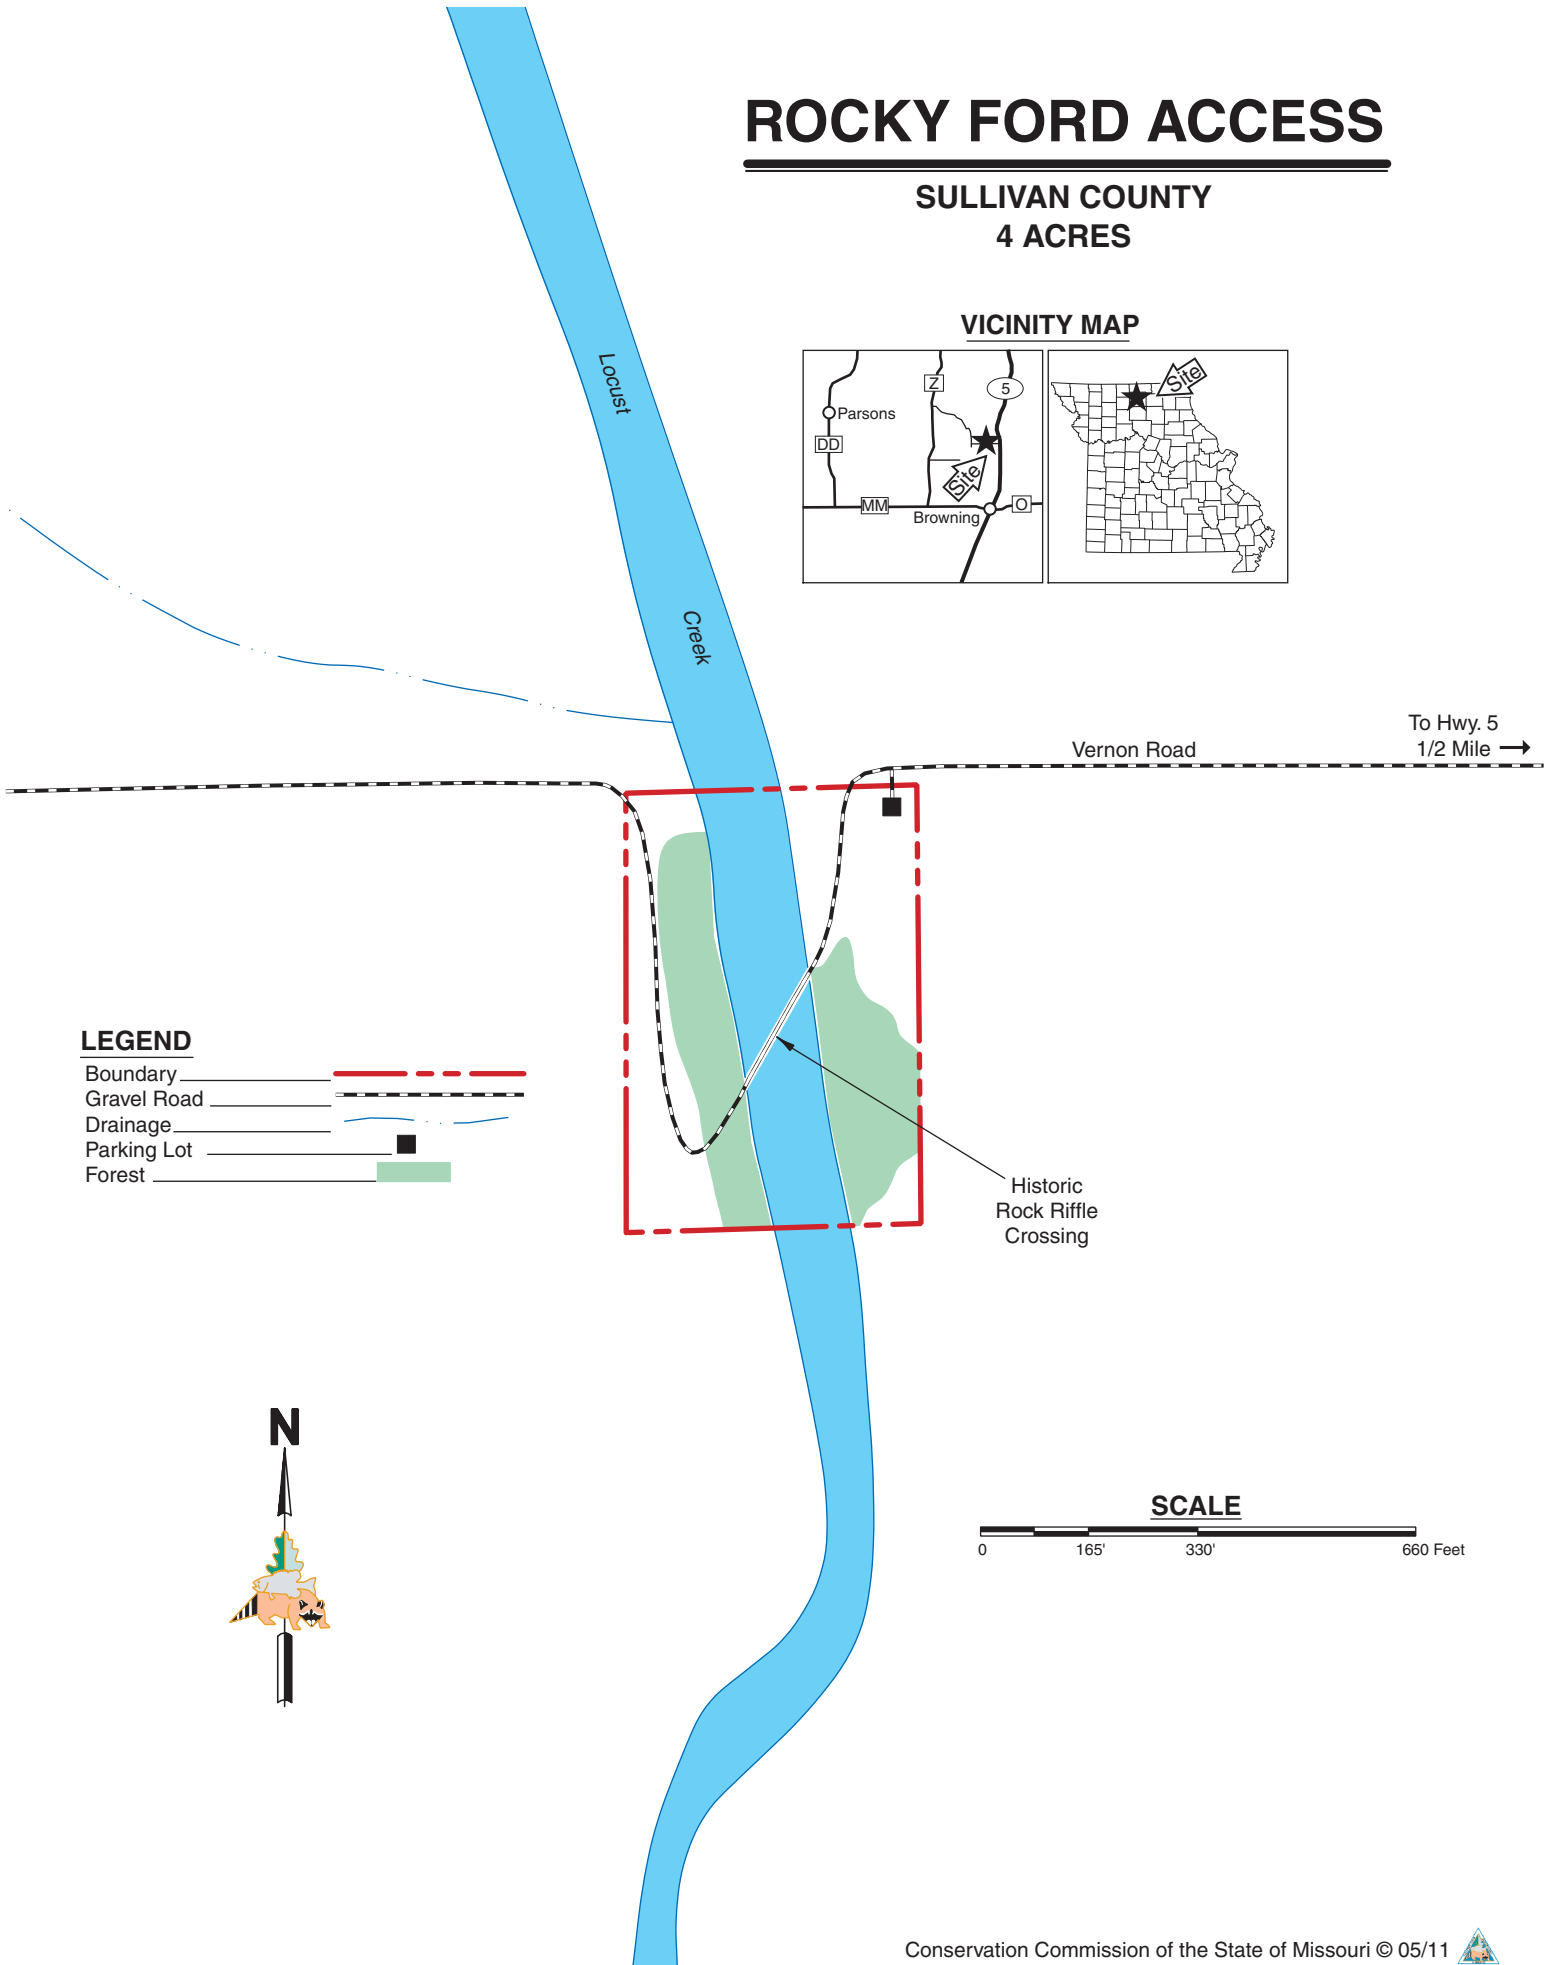 ROCKY FORD ACCESS
SULLIVAN COUNTY
4 ACRES
VICINITY MAP
Z
5
Parsons
DD
Site
MM
Browning
O
Site
Locust
Creek
To Hwy. 5
1/2 Mile
Vernon Road
LEGEND
Boundary
Gravel Road
Drainage
Parking Lot
Forest
Historic
Rock Riffle
Crossing
N
SCALE
0 165' 330' 660 Feet
Conservation Commission of the State of Missouri © 05/11